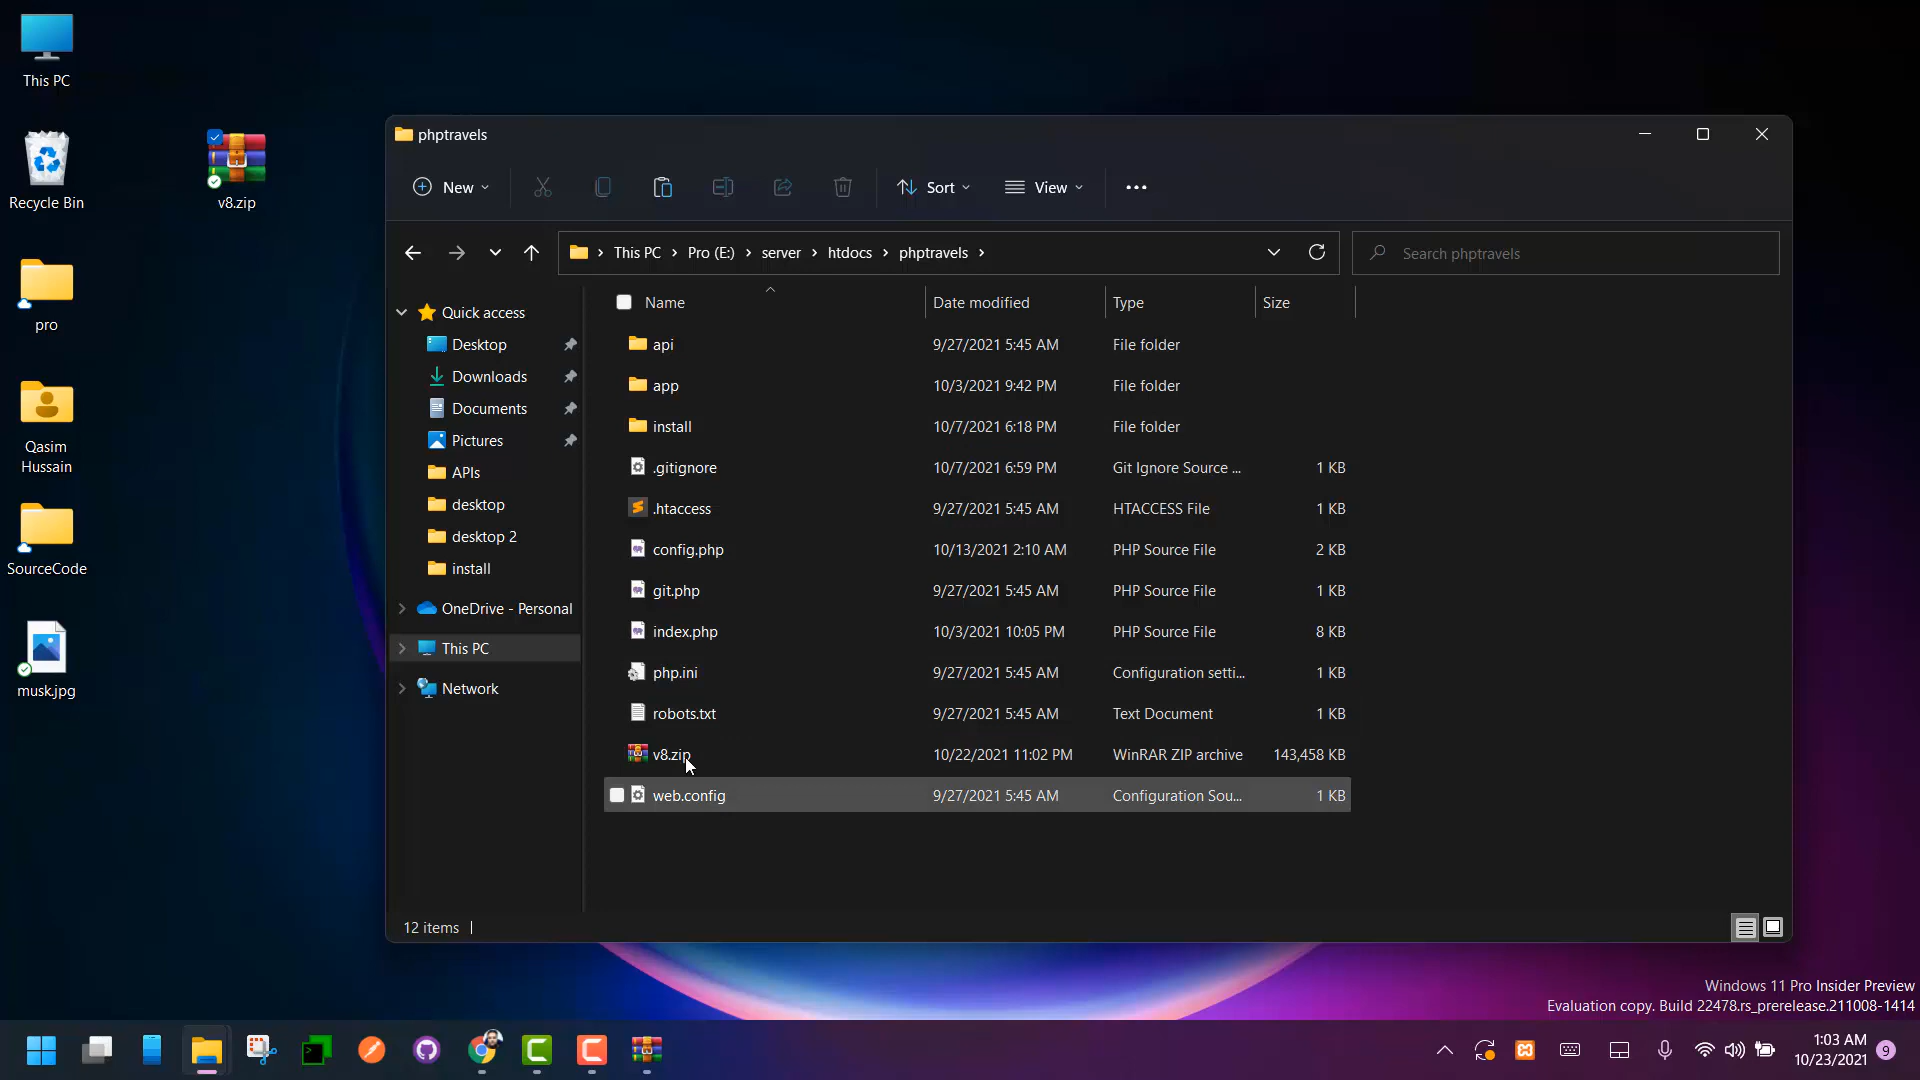 This PC
Recycle Bin
v8.zip
pro
Qasim
Hussain
SourceCode
musk.jpg
phptravels
New
Sort
View
This PC > Pro (E:) > server > htdocs > phptravels >
Search phptravels
Name
Date modified
Type
Size
Quick access
Desktop
Downloads
Documents
Pictures
APIs
desktop
desktop 2
install
OneDrive - Personal
This PC
Network
api 9/27/2021 5:45 AM File folder
app 10/3/2021 9:42 PM File folder
install 10/7/2021 6:18 PM File folder
.gitignore 10/7/2021 6:59 PM Git Ignore Source ... 1 KB
.htaccess 9/27/2021 5:45 AM HTACCESS File 1 KB
config.php 10/13/2021 2:10 AM PHP Source File 2 KB
git.php 9/27/2021 5:45 AM PHP Source File 1 KB
index.php 10/3/2021 10:05 PM PHP Source File 8 KB
php.ini 9/27/2021 5:45 AM Configuration setti... 1 KB
robots.txt 9/27/2021 5:45 AM Text Document 1 KB
v8.zip 10/22/2021 11:02 PM WinRAR ZIP archive 143,458 KB
web.config 9/27/2021 5:45 AM Configuration Sou... 1 KB
12 items
Windows 11 Pro Insider Preview
Evaluation copy. Build 22478.rs_prerelease.211008-1414
1:03 AM
10/23/2021
9